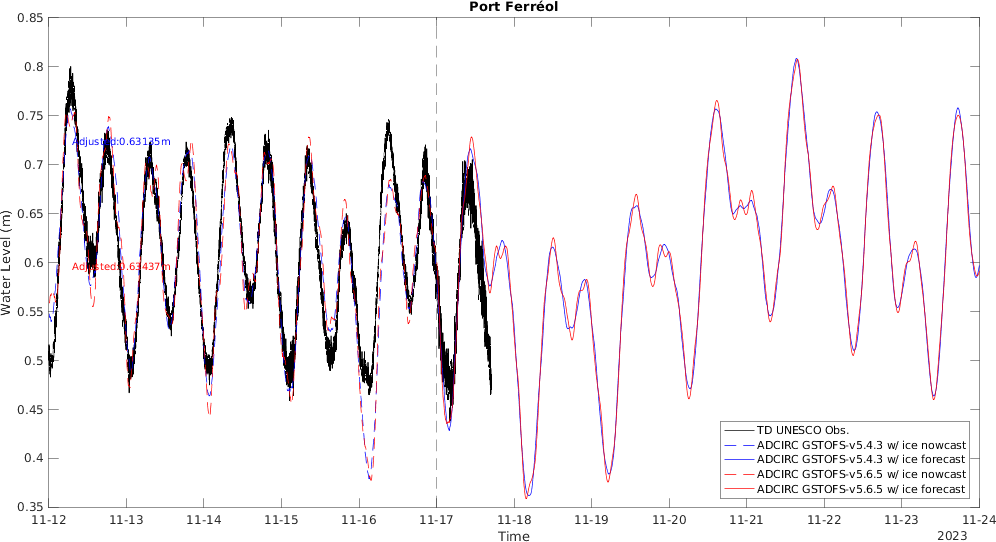 Port Ferréol
Water Level (m)
0.85
0.8
0.75
0.7
0.65
0.6
0.55
0.5
0.45
0.4
0.35
Adjusted:0.63135m
Adjusted:0.63437m
TD UNESCO Obs.
ADCIRC GSTOFS-v5.4.3 w/ ice nowcast
ADCIRC GSTOFS-v5.4.3 w/ ice forecast
ADCIRC GSTOFS-v5.6.5 w/ ice nowcast
ADCIRC GSTOFS-v5.6.5 w/ ice forecast
11-12 11-13 11-14 11-15 11-16 11-17 11-18 11-19 11-20 11-21 11-22 11-23 11-24
Time
2023